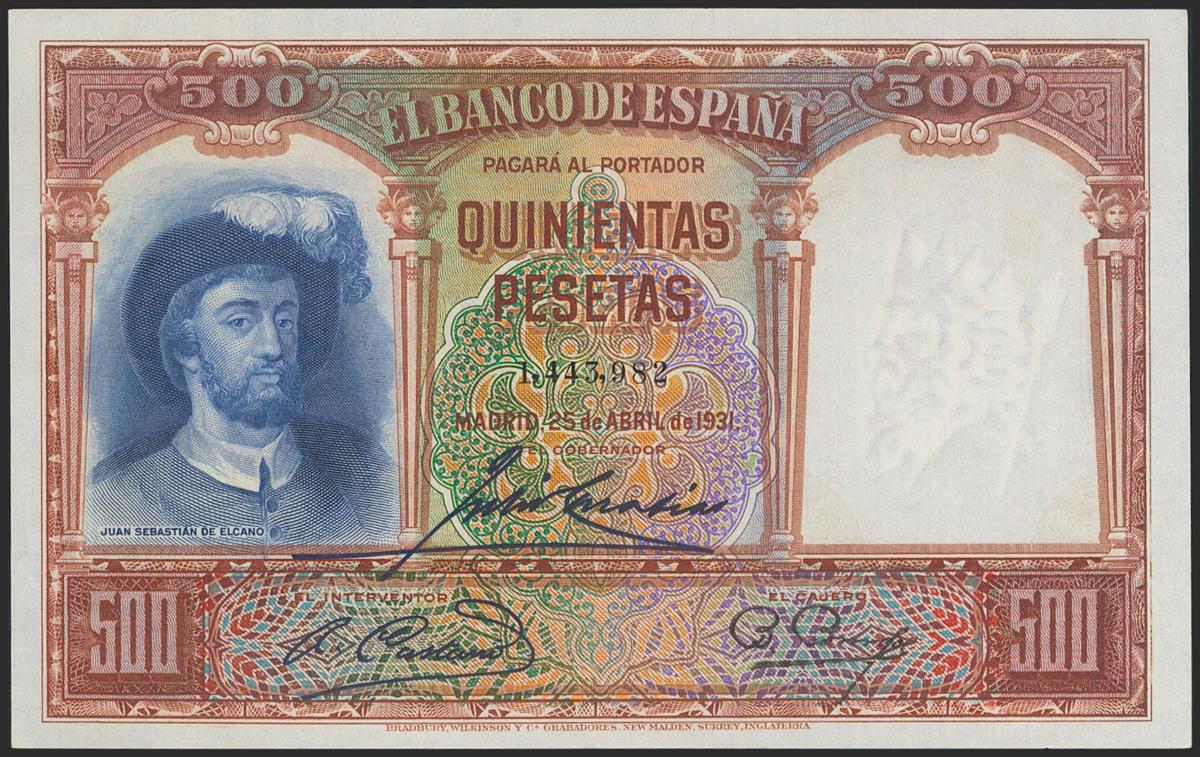 500 500
EL BANCO DE ESPAÑA
PAGARÁ AL PORTADOR
QUINIENTAS
PESETAS
1,443,982
MADRID, 25 de ABRIL de 1931.
EL GOBERNADOR
JUAN SEBASTIÁN DE ELCANO
EL INTERVENTOR EL CAJERO
500 500
BRADBURY, WILKINSON Y Cª GRABADORES. NEW MALDEN, SURREY, INGLATERRA